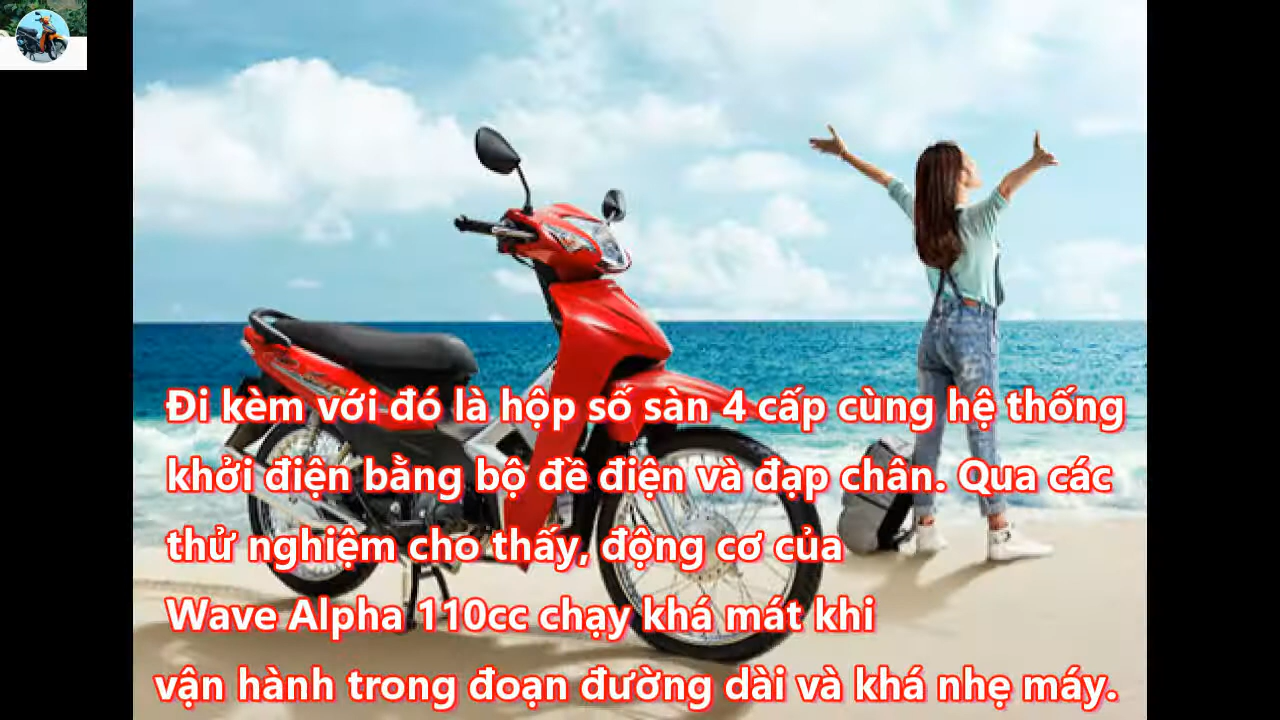 Đi kèm với đó là hộp số sàn 4 cấp cùng hệ thống
khởi điện bằng bộ đề điện và đạp chân. Qua các
thử nghiệm cho thấy, động cơ của
Wave Alpha 110cc chạy khá mát khi
vận hành trong đoạn đường dài và khá nhẹ máy.